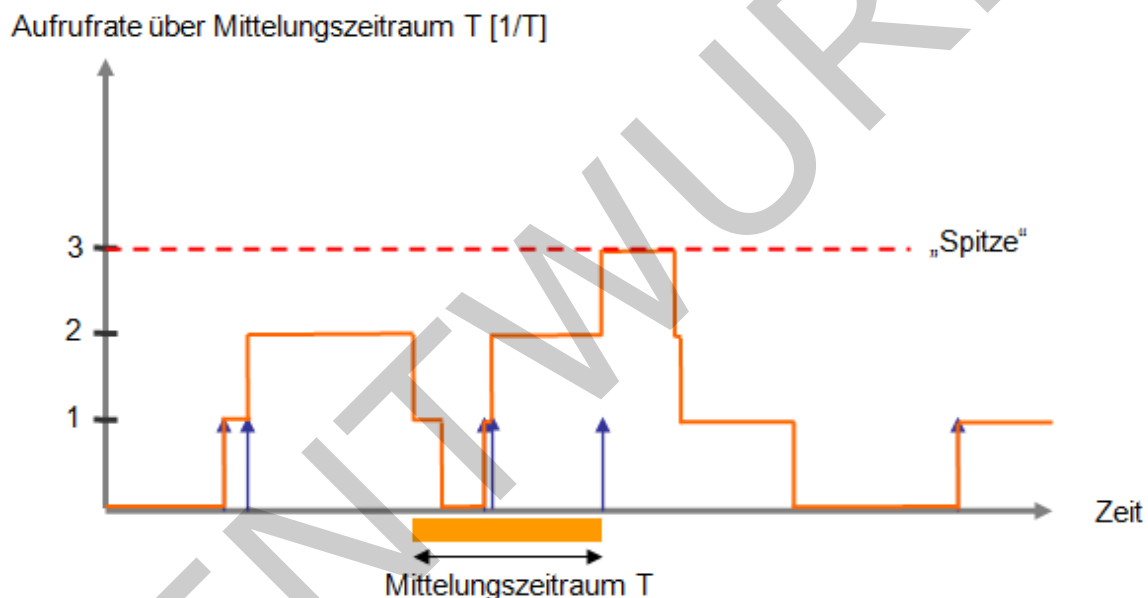 Aufrufrate über Mittelungszeitraum T [1/T]
3
„Spitze“
2
1
Zeit
Mittelungszeitraum T
ENTWURF